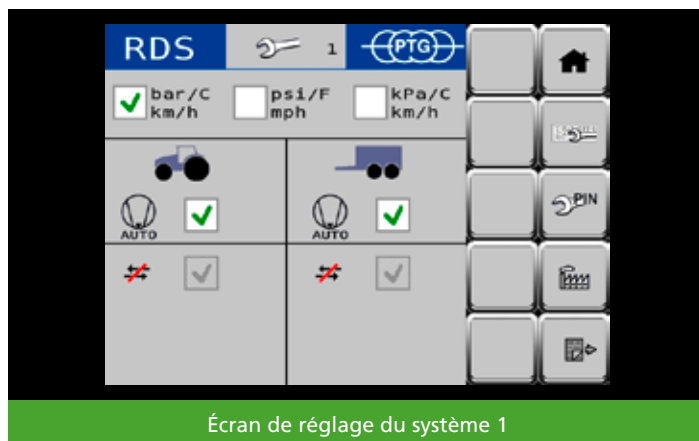 RDS 1 PTG
bar/C psi/F kPa/C
km/h mph km/h
AUTO AUTO
PIN
Écran de réglage du système 1